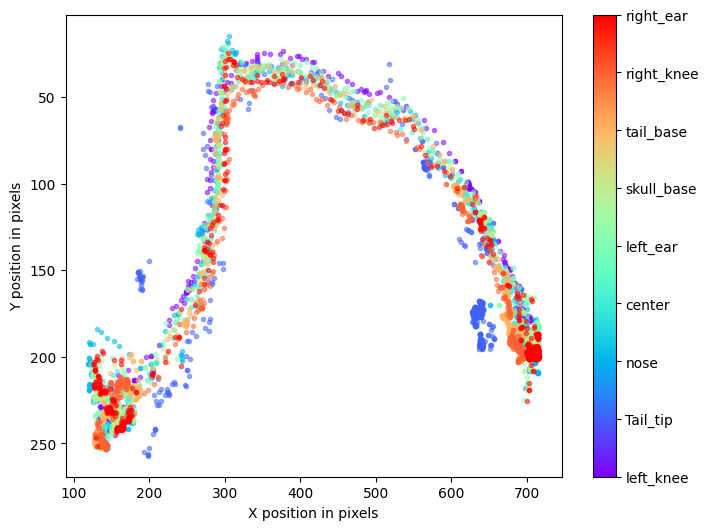 right_ear
right_knee
tail_base
skull_base
left_ear
center
nose
Tail_tip
left_knee
50
100
150
200
250
Y position in pixels
100 200 300 400 500 600 700
X position in pixels